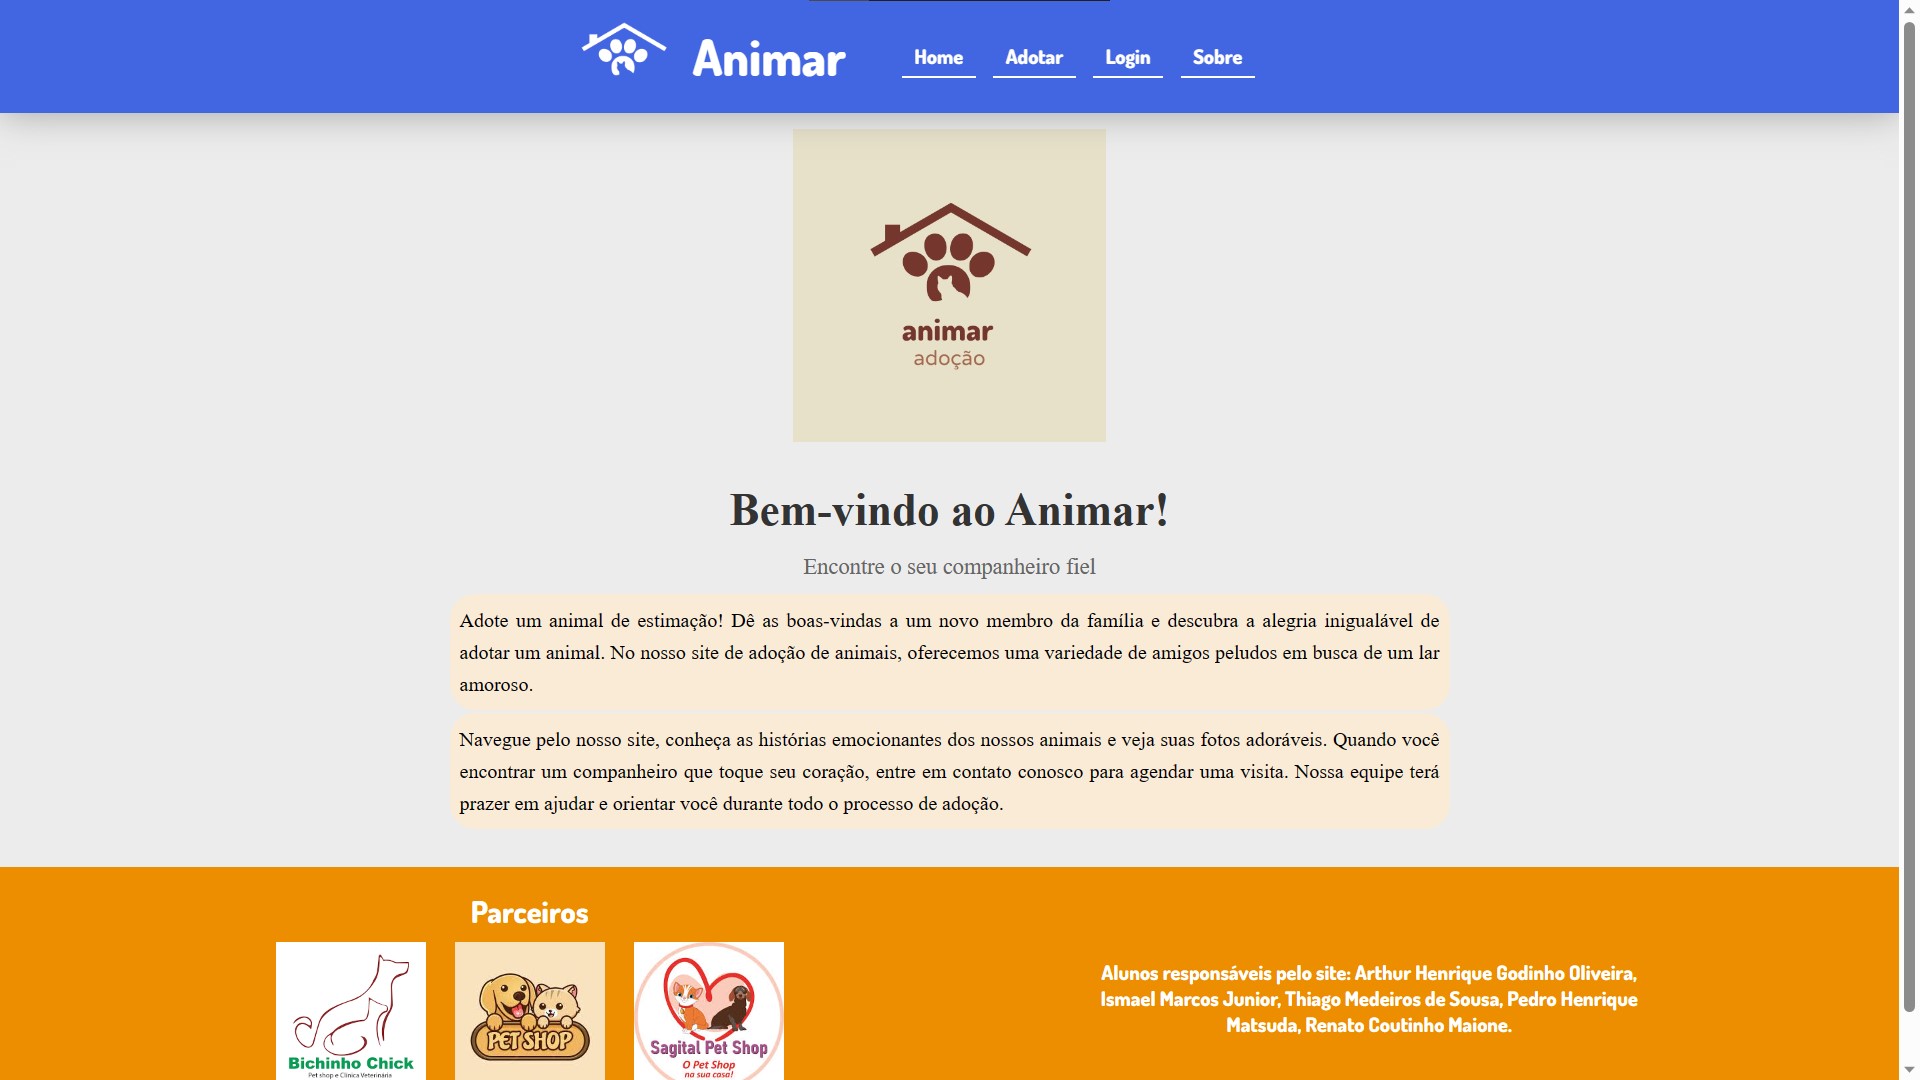 Animar
Home
Adotar
Login
Sobre
animar
adoção
Bem-vindo ao Animar!
Encontre o seu companheiro fiel
Adote um animal de estimação! Dê as boas-vindas a um novo membro da família e descubra a alegria inigualável de
adotar um animal. No nosso site de adoção de animais, oferecemos uma variedade de amigos peludos em busca de um lar
amoroso.
Navegue pelo nosso site, conheça as histórias emocionantes dos nossos animais e veja suas fotos adoráveis. Quando você
encontrar um companheiro que toque seu coração, entre em contato conosco para agendar uma visita. Nossa equipe terá
prazer em ajudar e orientar você durante todo o processo de adoção.
Parceiros
Bichinho Chick
Pet shop e Clínica Veterinária
PET SHOP
Sagital Pet Shop
O Pet Shop
na sua casa!
Alunos responsáveis pelo site: Arthur Henrique Godinho Oliveira,
Ismael Marcos Junior, Thiago Medeiros de Sousa, Pedro Henrique
Matsuda, Renato Coutinho Maione.